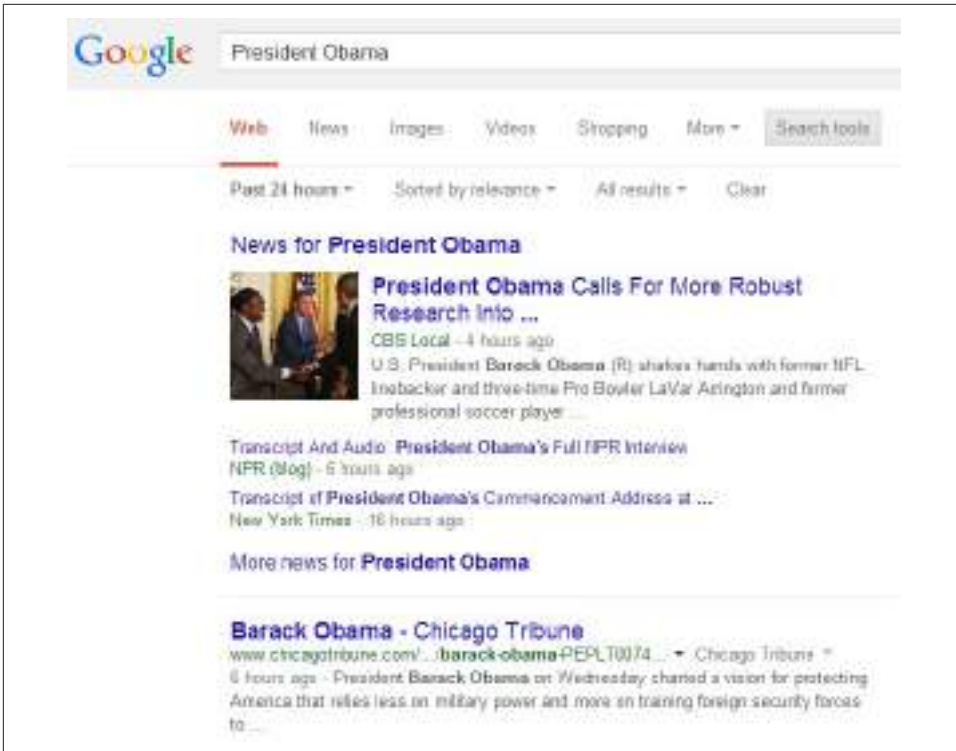 Google President Obama
Web News Images Videos Shopping More Search tools
Past 24 hours Sorted by relevance All results Clear
News for President Obama
President Obama Calls For More Robust
Research Into ...
CBS Local - 4 hours ago
U.S. President Barack Obama (R) shakes hands with former NFL
linebacker and three-time Pro Bowler LaVar Arrington and former
professional soccer player ...
Transcript And Audio: President Obama's Full NPR Interview
NPR (blog) - 6 hours ago
Transcript of President Obama's Commencement Address at ...
New York Times - 16 hours ago
More news for President Obama
Barack Obama - Chicago Tribune
www.chicagotribune.com/.../barack-obama-PEPLT0074... Chicago Tribune
6 hours ago - President Barack Obama on Wednesday charted a vision for protecting
America that relies less on military power and more on training foreign security forces
to ...